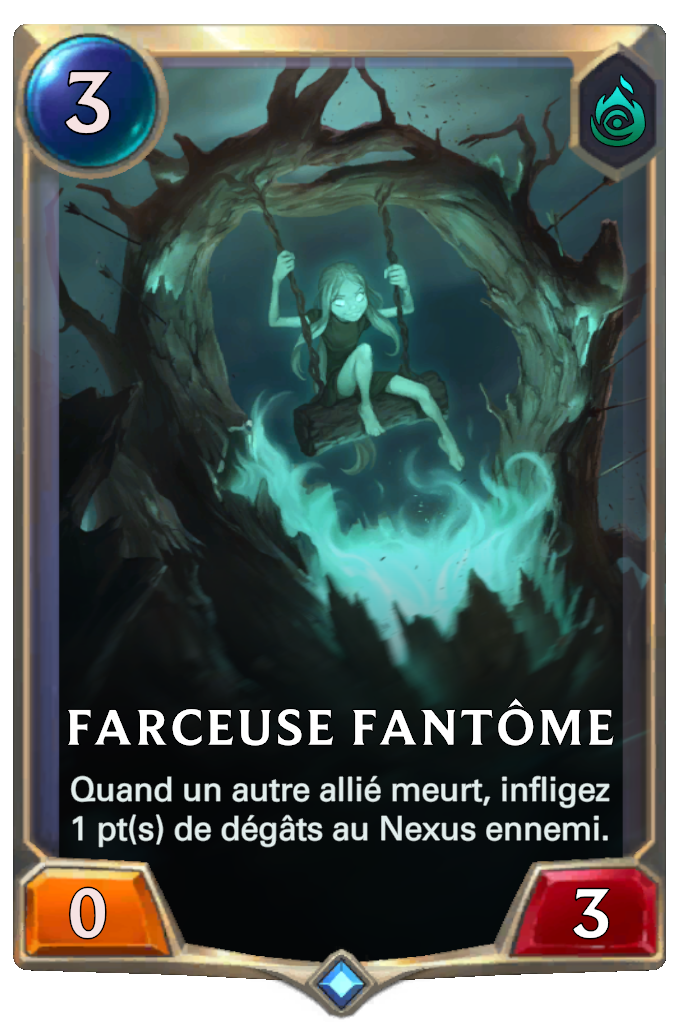 3
FARCEUSE FANTÔME
Quand un autre allié meurt, infligez
1 pt(s) de dégâts au Nexus ennemi.
0
3